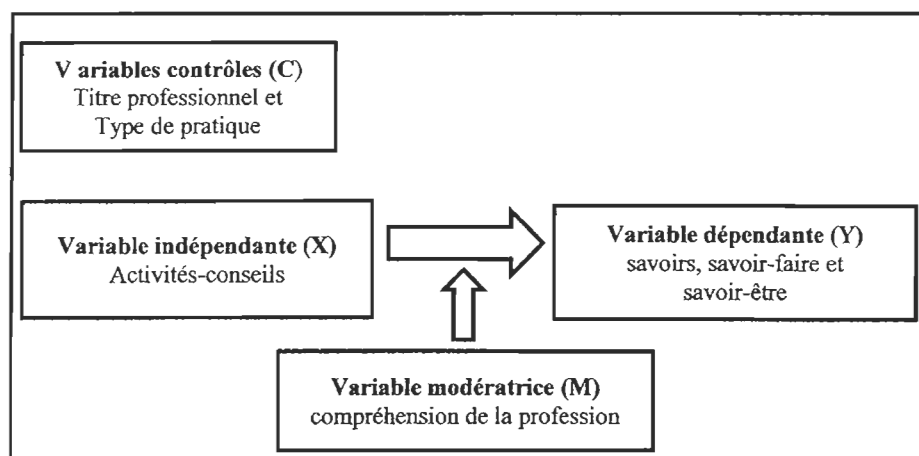 V ariables contrôles (C)
Titre professionnel et
Type de pratique
Variable indépendante (X)
Activités-conseils
Variable dépendante (Y)
savoirs, savoir-faire et
savoir-être
Variable modératrice (M)
compréhension de la profession